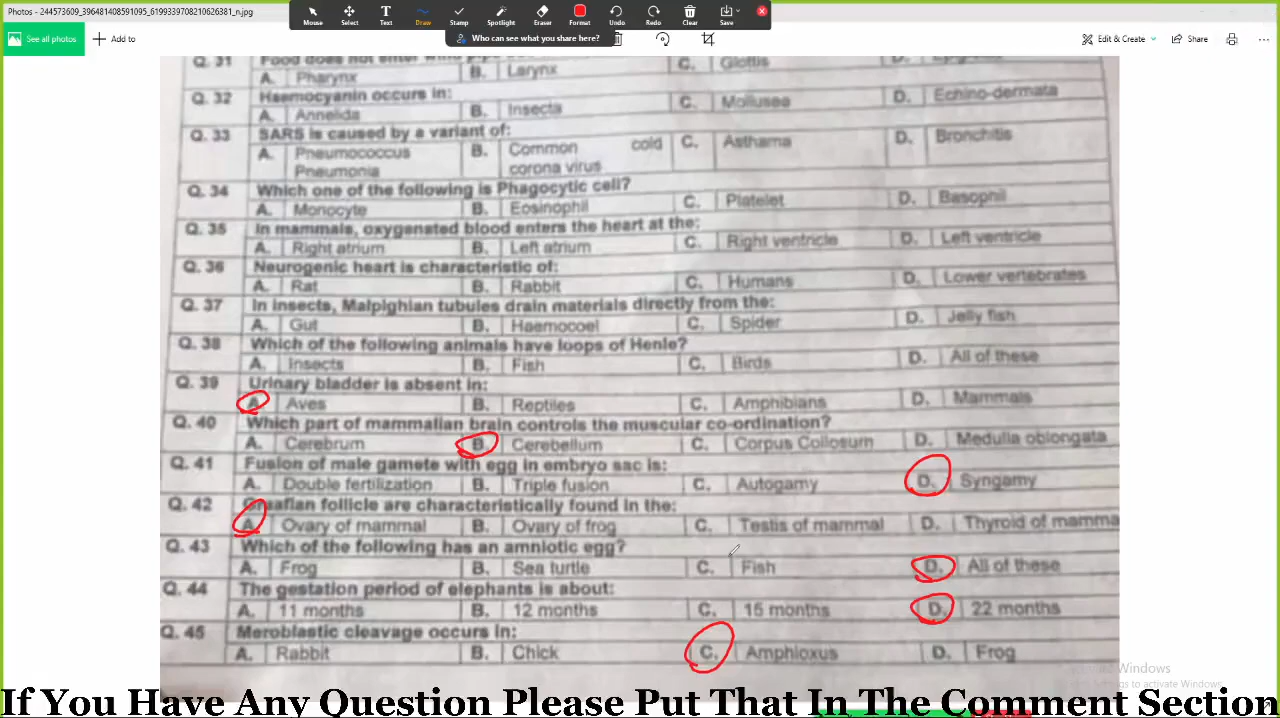 Photos - 244573609_396481408591095_6199339708210626381_n.jpg
Mouse Select Text Draw Stamp Spotlight Eraser Format Undo Redo Clear Save
Who can see what you share here?
See all photos Add to Edit & Create Share
Q. 31 Food does not enter wind pipe
A. Pharynx B. Larynx C. Glottis D.
Q. 32 Haemocyanin occurs in:
A. Annelida B. Insecta C. Mollusca D. Echino-dermata
Q. 33 SARS is caused by a variant of:
A. Pneumococcus B. Common cold C. Asthama D. Bronchitis
Pneumonia corona virus
Q. 34 Which one of the following is Phagocytic cell?
A. Monocyte B. Eosinophil C. Platelet D. Basophil
Q. 35 In mammals, oxygenated blood enters the heart at the:
A. Right atrium B. Left atrium C. Right ventricle D. Left ventricle
Q. 36 Neurogenic heart is characteristic of:
A. Rat B. Rabbit C. Humans D. Lower vertebrates
Q. 37 In insects, Malpighian tubules drain materials directly from the:
A. Gut B. Haemocoel C. Spider D. Jelly fish
Q. 38 Which of the following animals have loops of Henle?
A. Insects B. Fish C. Birds D. All of these
Q. 39 Urinary bladder is absent in:
A. Aves B. Reptiles C. Amphibians D. Mammals
Q. 40 Which part of mammalian brain controls the muscular co-ordination?
A. Cerebrum B. Cerebellum C. Corpus Collosum D. Medulla oblongata
Q. 41 Fusion of male gamete with egg in embryo sac is:
A. Double fertilization B. Triple fusion C. Autogamy D. Syngamy
Q. 42 Graafian follicle are characteristically found in the:
A. Ovary of mammal B. Ovary of frog C. Testis of mammal D. Thyroid of mamma
Q. 43 Which of the following has an amniotic egg?
A. Frog B. Sea turtle C. Fish D. All of these
Q. 44 The gestation period of elephants is about:
A. 11 months B. 12 months C. 15 months D. 22 months
Q. 45 Meroblastic cleavage occurs in:
A. Rabbit B. Chick C. Amphioxus D. Frog
Windows
to activate Windows.
If You Have Any Question Please Put That In The Comment Section